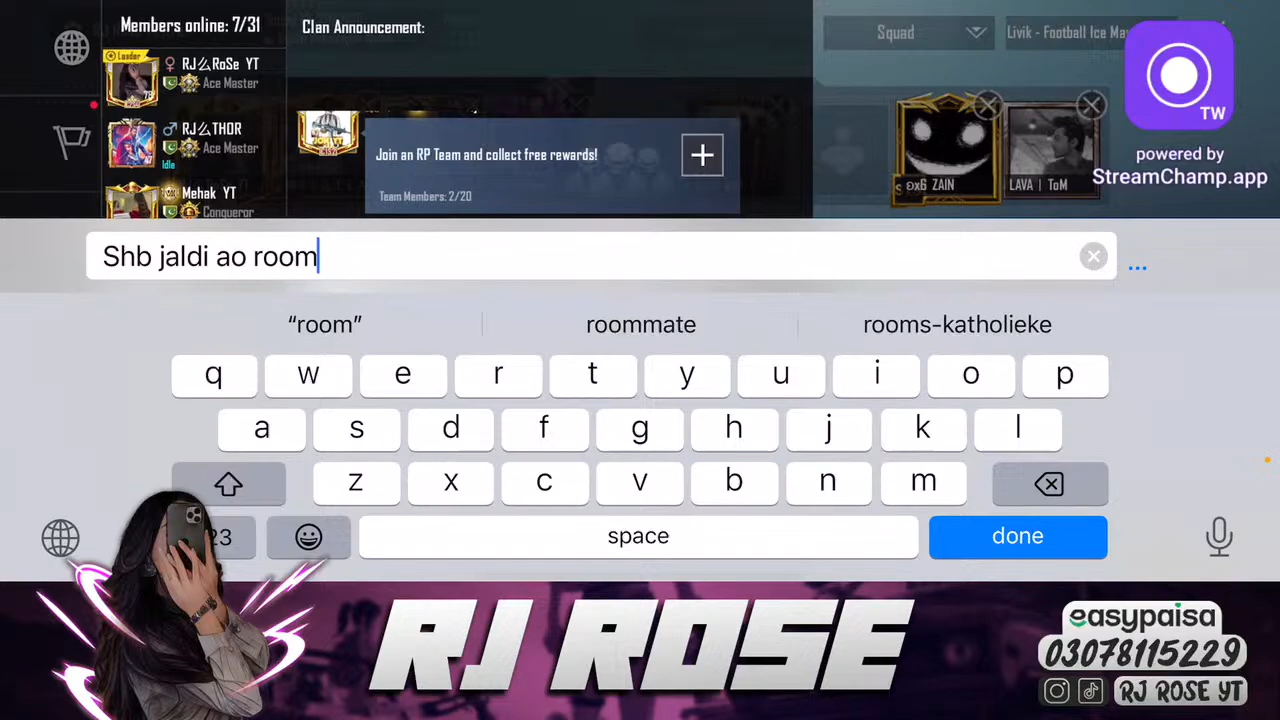 Members online: 7/31
Clan Announcement:
Squad
Livik - Football Ice Ma
Leader
RJ么RoSe YT
Ace Master
RJ么THOR
Ace Master
Idle
Mehak YT
Conqueror
Join an RP Team and collect free rewards!
Team Members: 2/20
ZAIN
LAVA | ToM
TW
powered by
StreamChamp.app
Shb jaldi ao room
...
“room”
roommate
rooms-katholieke
q w e r t y u i o p
a s d f g h j k l
z x c v b n m
23
space
done
RJ ROSE
easypaisa
03078115229
RJ ROSE YT